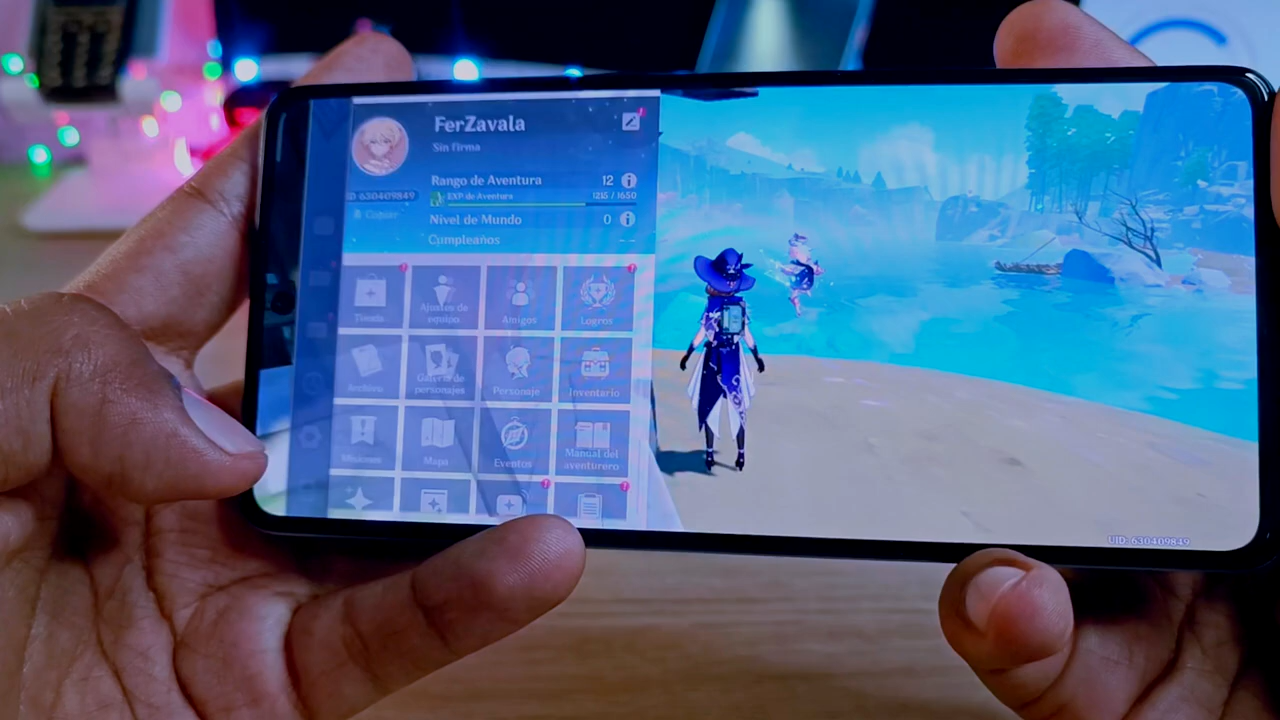 FerZavala
Sin firma
Rango de Aventura 12
EXP de Aventura 1215 / 1650
ID 630409849
Copiar
Nivel de Mundo 0
Cumpleaños --/--
Tienda
Ajustes de equipo
Amigos
Logros
Archivo
Galería de personajes
Personaje
Inventario
Misiones
Mapa
Eventos
Manual del aventurero
UID: 630409849